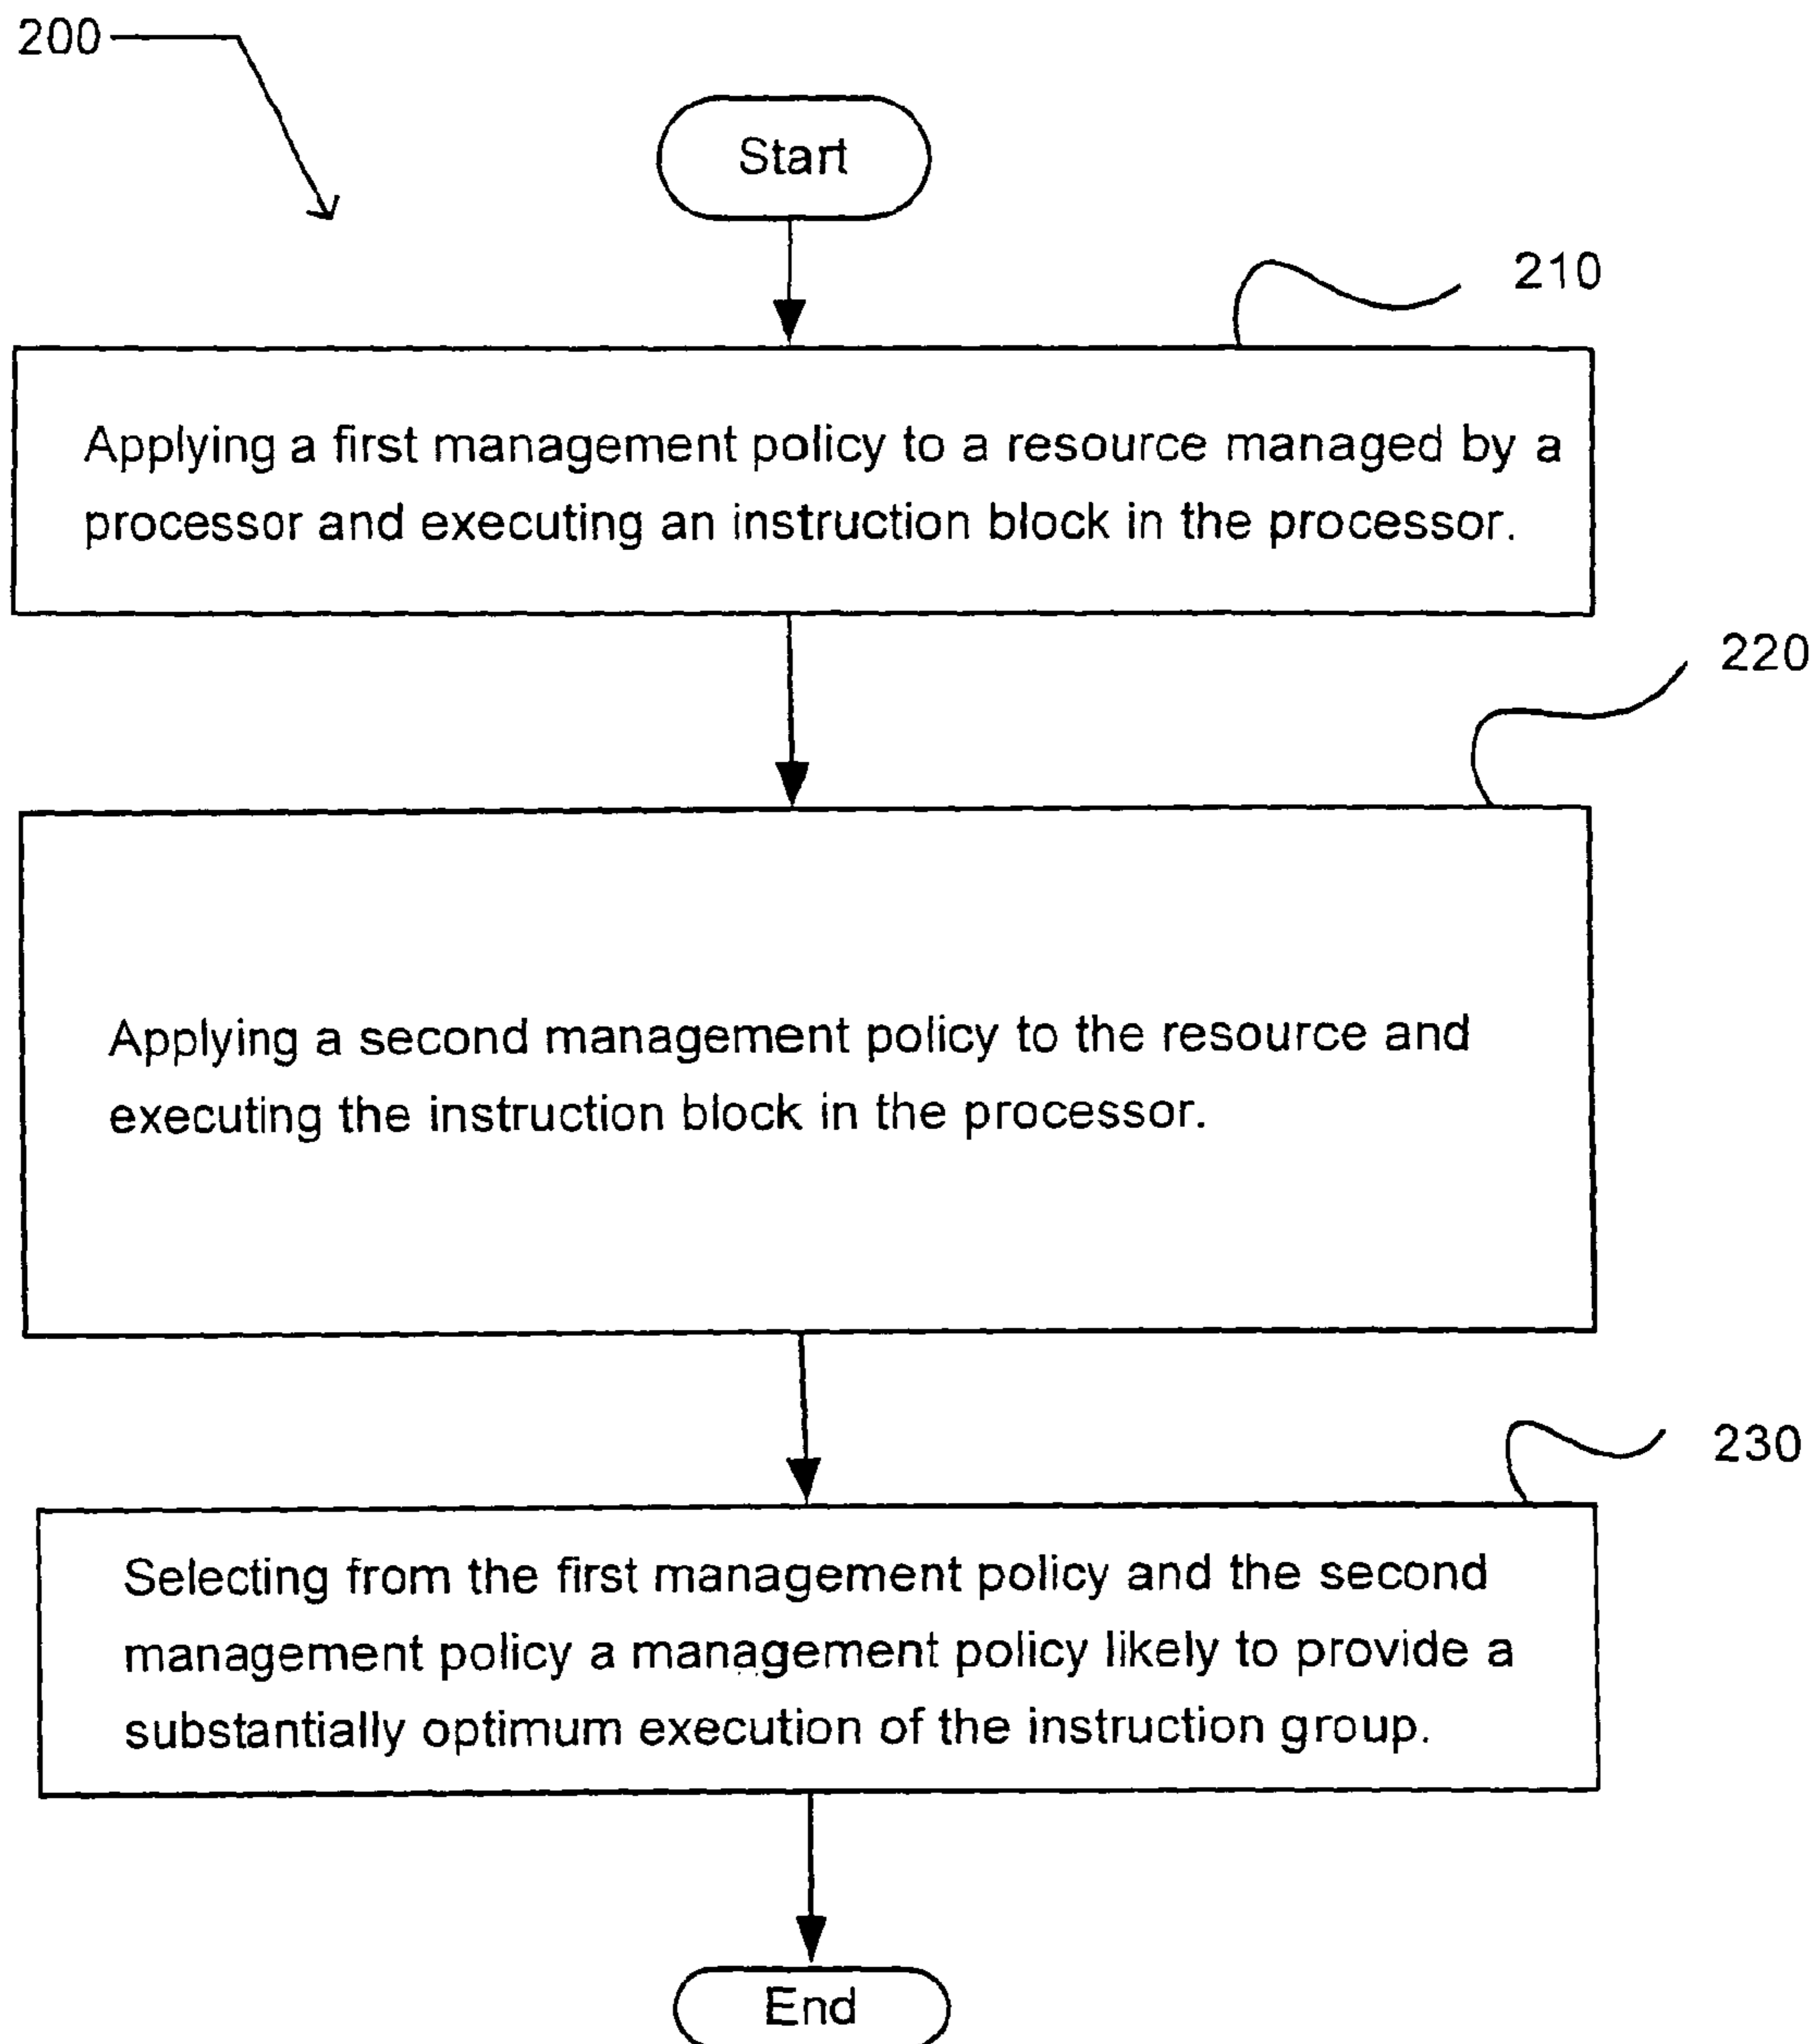 200
Start
210
Applying a first management policy to a resource managed by a
processor and executing an instruction block in the processor.
220
Applying a second management policy to the resource and
executing the instruction block in the processor.
230
Selecting from the first management policy and the second
management policy a management policy likely to provide a
substantially optimum execution of the instruction group.
End